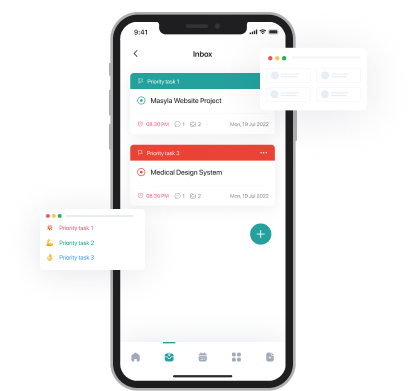 9:41
Inbox
Priority task 1
Masyla Website Project
08.30 PM 1 2 Mon, 19 Jul 2022
Priority task 3
Medical Design System
08.30 PM 1 2 Mon, 19 Jul 2022
Priority task 1
Priority task 2
Priority task 3